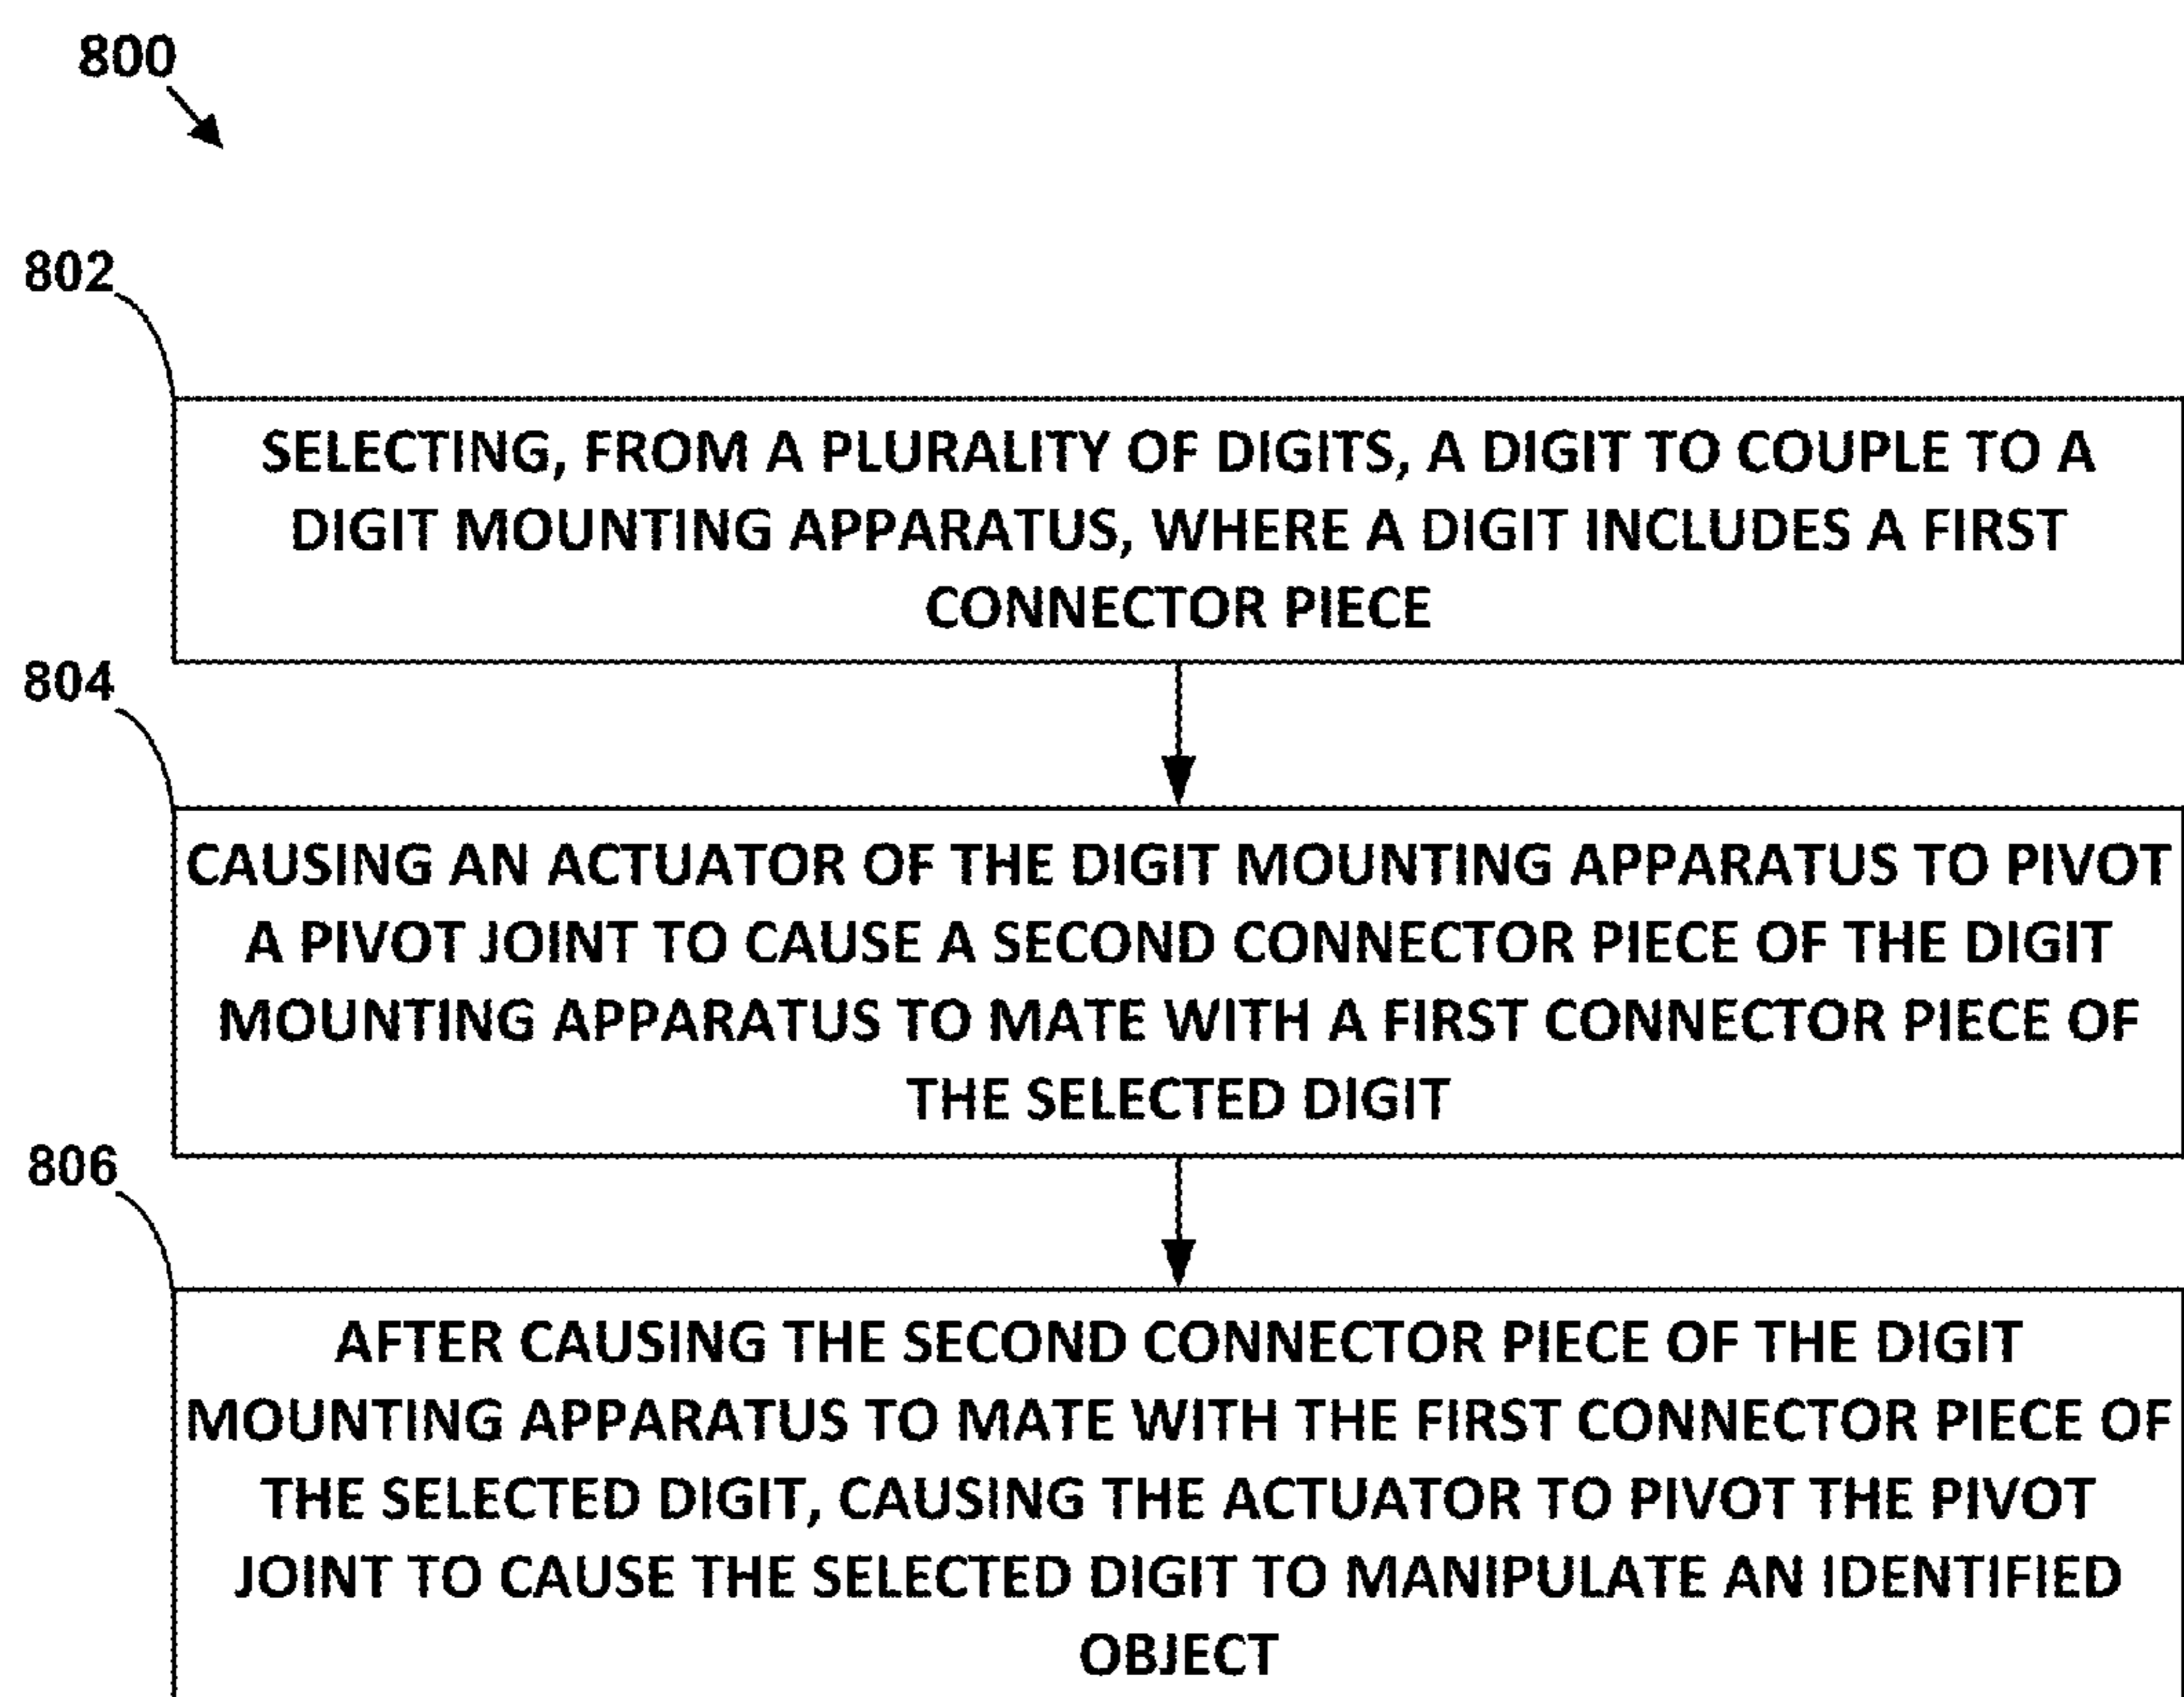 800
802
SELECTING, FROM A PLURALITY OF DIGITS, A DIGIT TO COUPLE TO A
DIGIT MOUNTING APPARATUS, WHERE A DIGIT INCLUDES A FIRST
CONNECTOR PIECE
804
CAUSING AN ACTUATOR OF THE DIGIT MOUNTING APPARATUS TO PIVOT
A PIVOT JOINT TO CAUSE A SECOND CONNECTOR PIECE OF THE DIGIT
MOUNTING APPARATUS TO MATE WITH A FIRST CONNECTOR PIECE OF
THE SELECTED DIGIT
806
AFTER CAUSING THE SECOND CONNECTOR PIECE OF THE DIGIT
MOUNTING APPARATUS TO MATE WITH THE FIRST CONNECTOR PIECE OF
THE SELECTED DIGIT, CAUSING THE ACTUATOR TO PIVOT THE PIVOT
JOINT TO CAUSE THE SELECTED DIGIT TO MANIPULATE AN IDENTIFIED
OBJECT